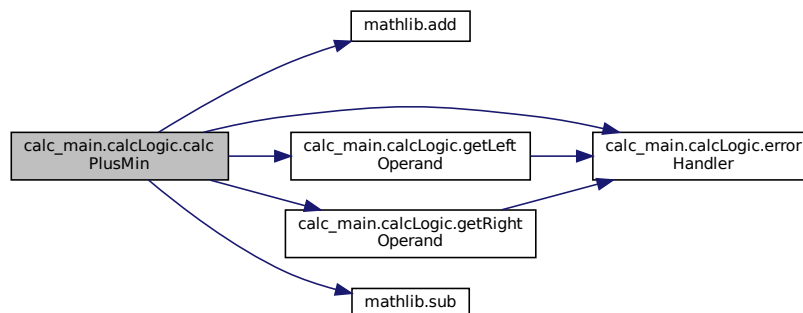 mathlib.add
calc_main.calcLogic.calc
PlusMin
calc_main.calcLogic.getLeft
Operand
calc_main.calcLogic.error
Handler
calc_main.calcLogic.getRight
Operand
mathlib.sub